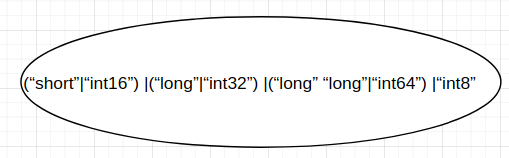 (“short”|“int16”) |(“long”|“int32”) |(“long” “long”|“int64”) |“int8”